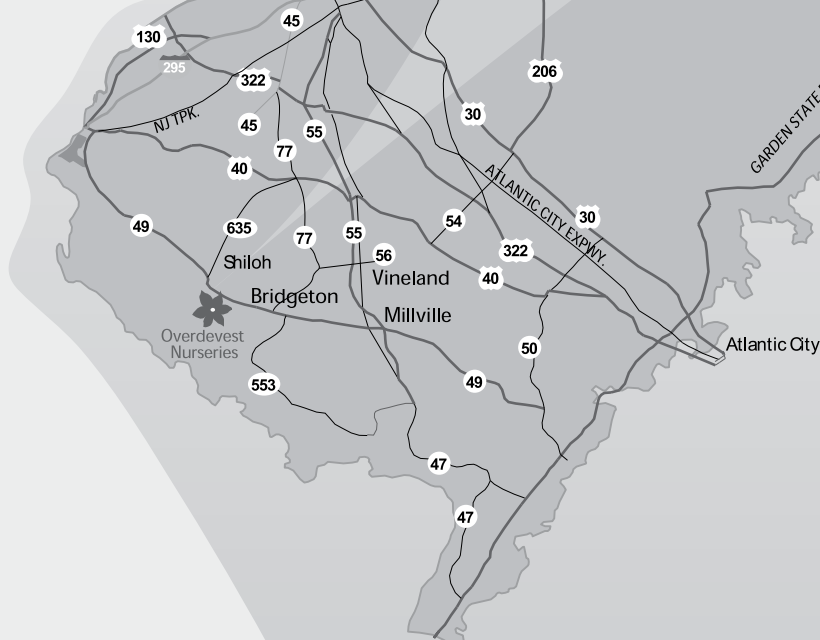 45
130
295
322
206
NJ TPK.
45
30
55
77
40
GARDEN STATE
ATLANTIC CITY EXPWY.
49
635
77
55
54
30
56
322
Shiloh
Vineland
40
Bridgeton
Millville
Overdevest
Nurseries
Atlantic City
50
553
49
47
47